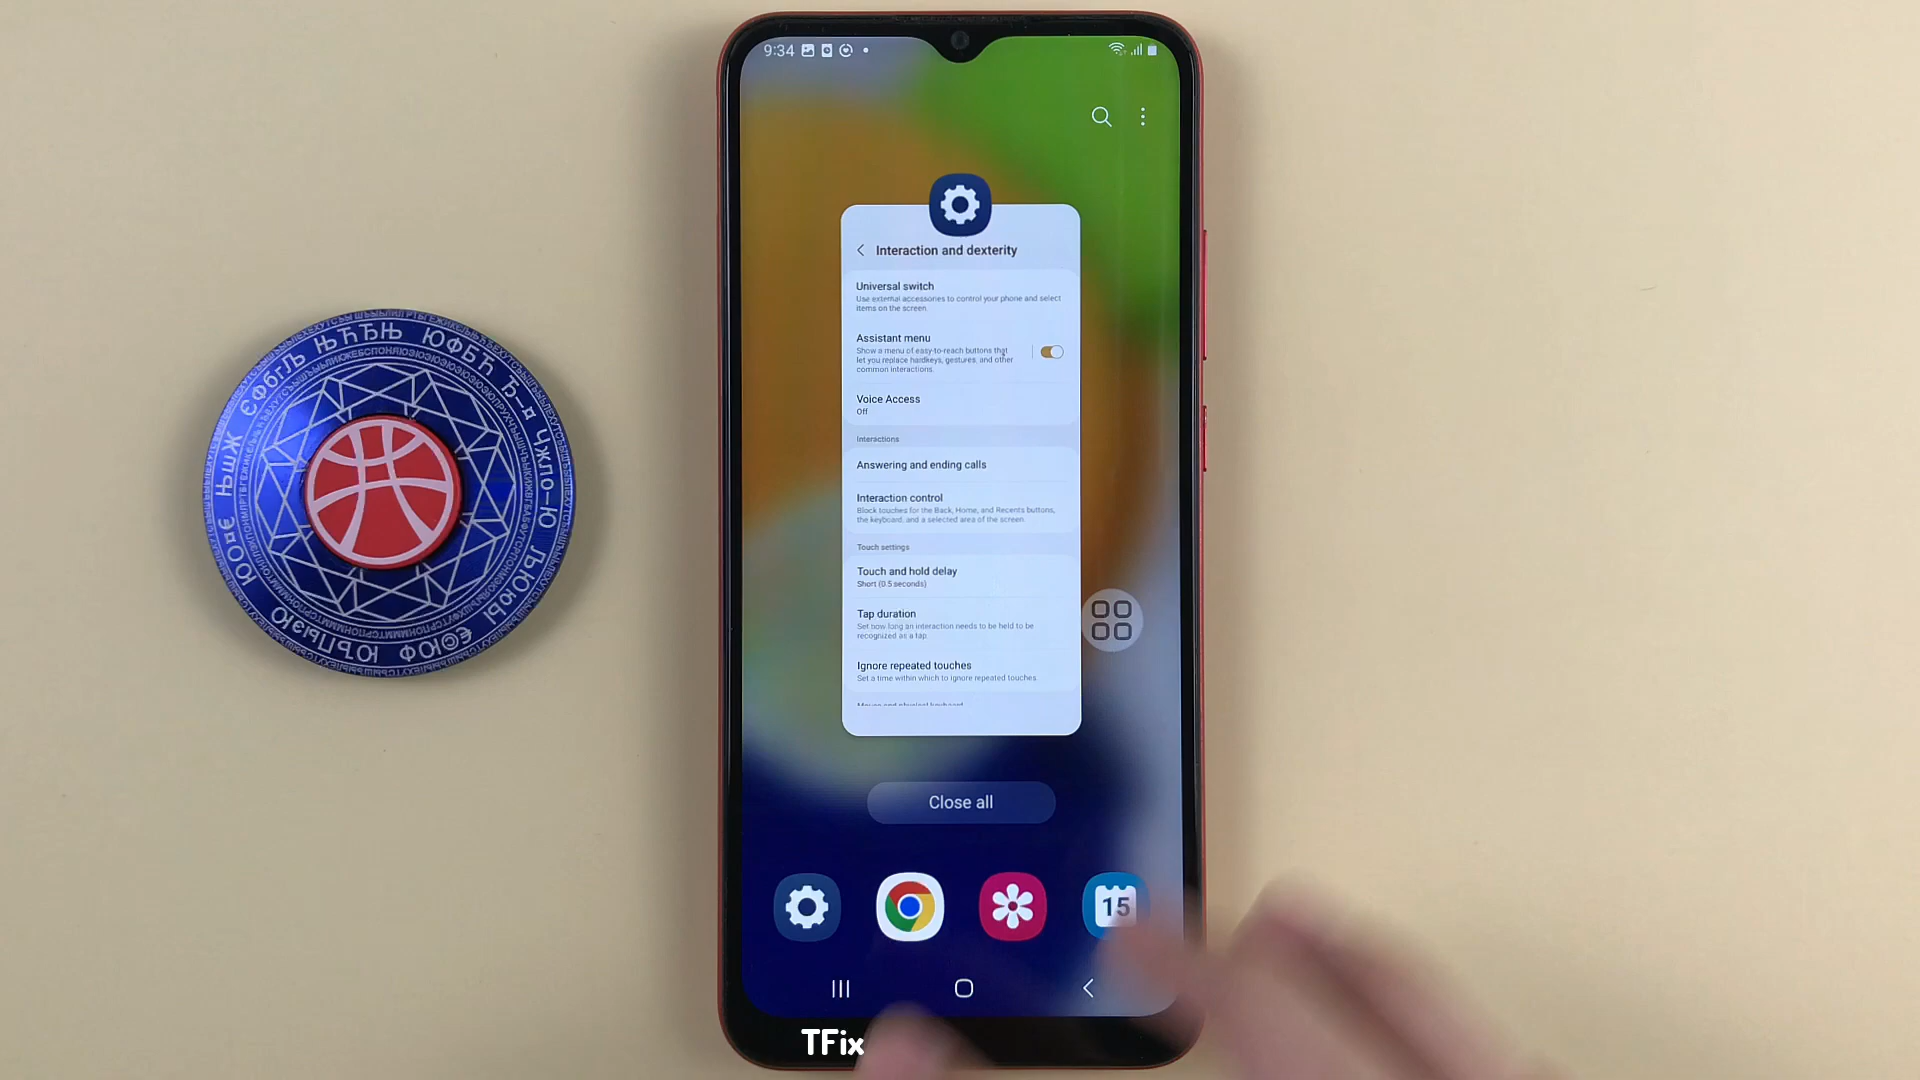 9:34
Interaction and dexterity
Universal switch
Use external accessories to control your phone and select
items on the screen.
Assistant menu
Show a menu of easy-to-reach buttons that
let you replace hardkeys, gestures, and other
common interactions.
Voice Access
Off
Interactions
Answering and ending calls
Interaction control
Block touches for the Back, Home, and Recents buttons,
the keyboard, and a selected area of the screen.
Touch settings
Touch and hold delay
Short (0.5 seconds)
Tap duration
Set how long an interaction needs to be held to be
recognized as a tap.
Ignore repeated touches
Set a time within which to ignore repeated touches.
Mouse and physical keyboard
Close all
15
TFix